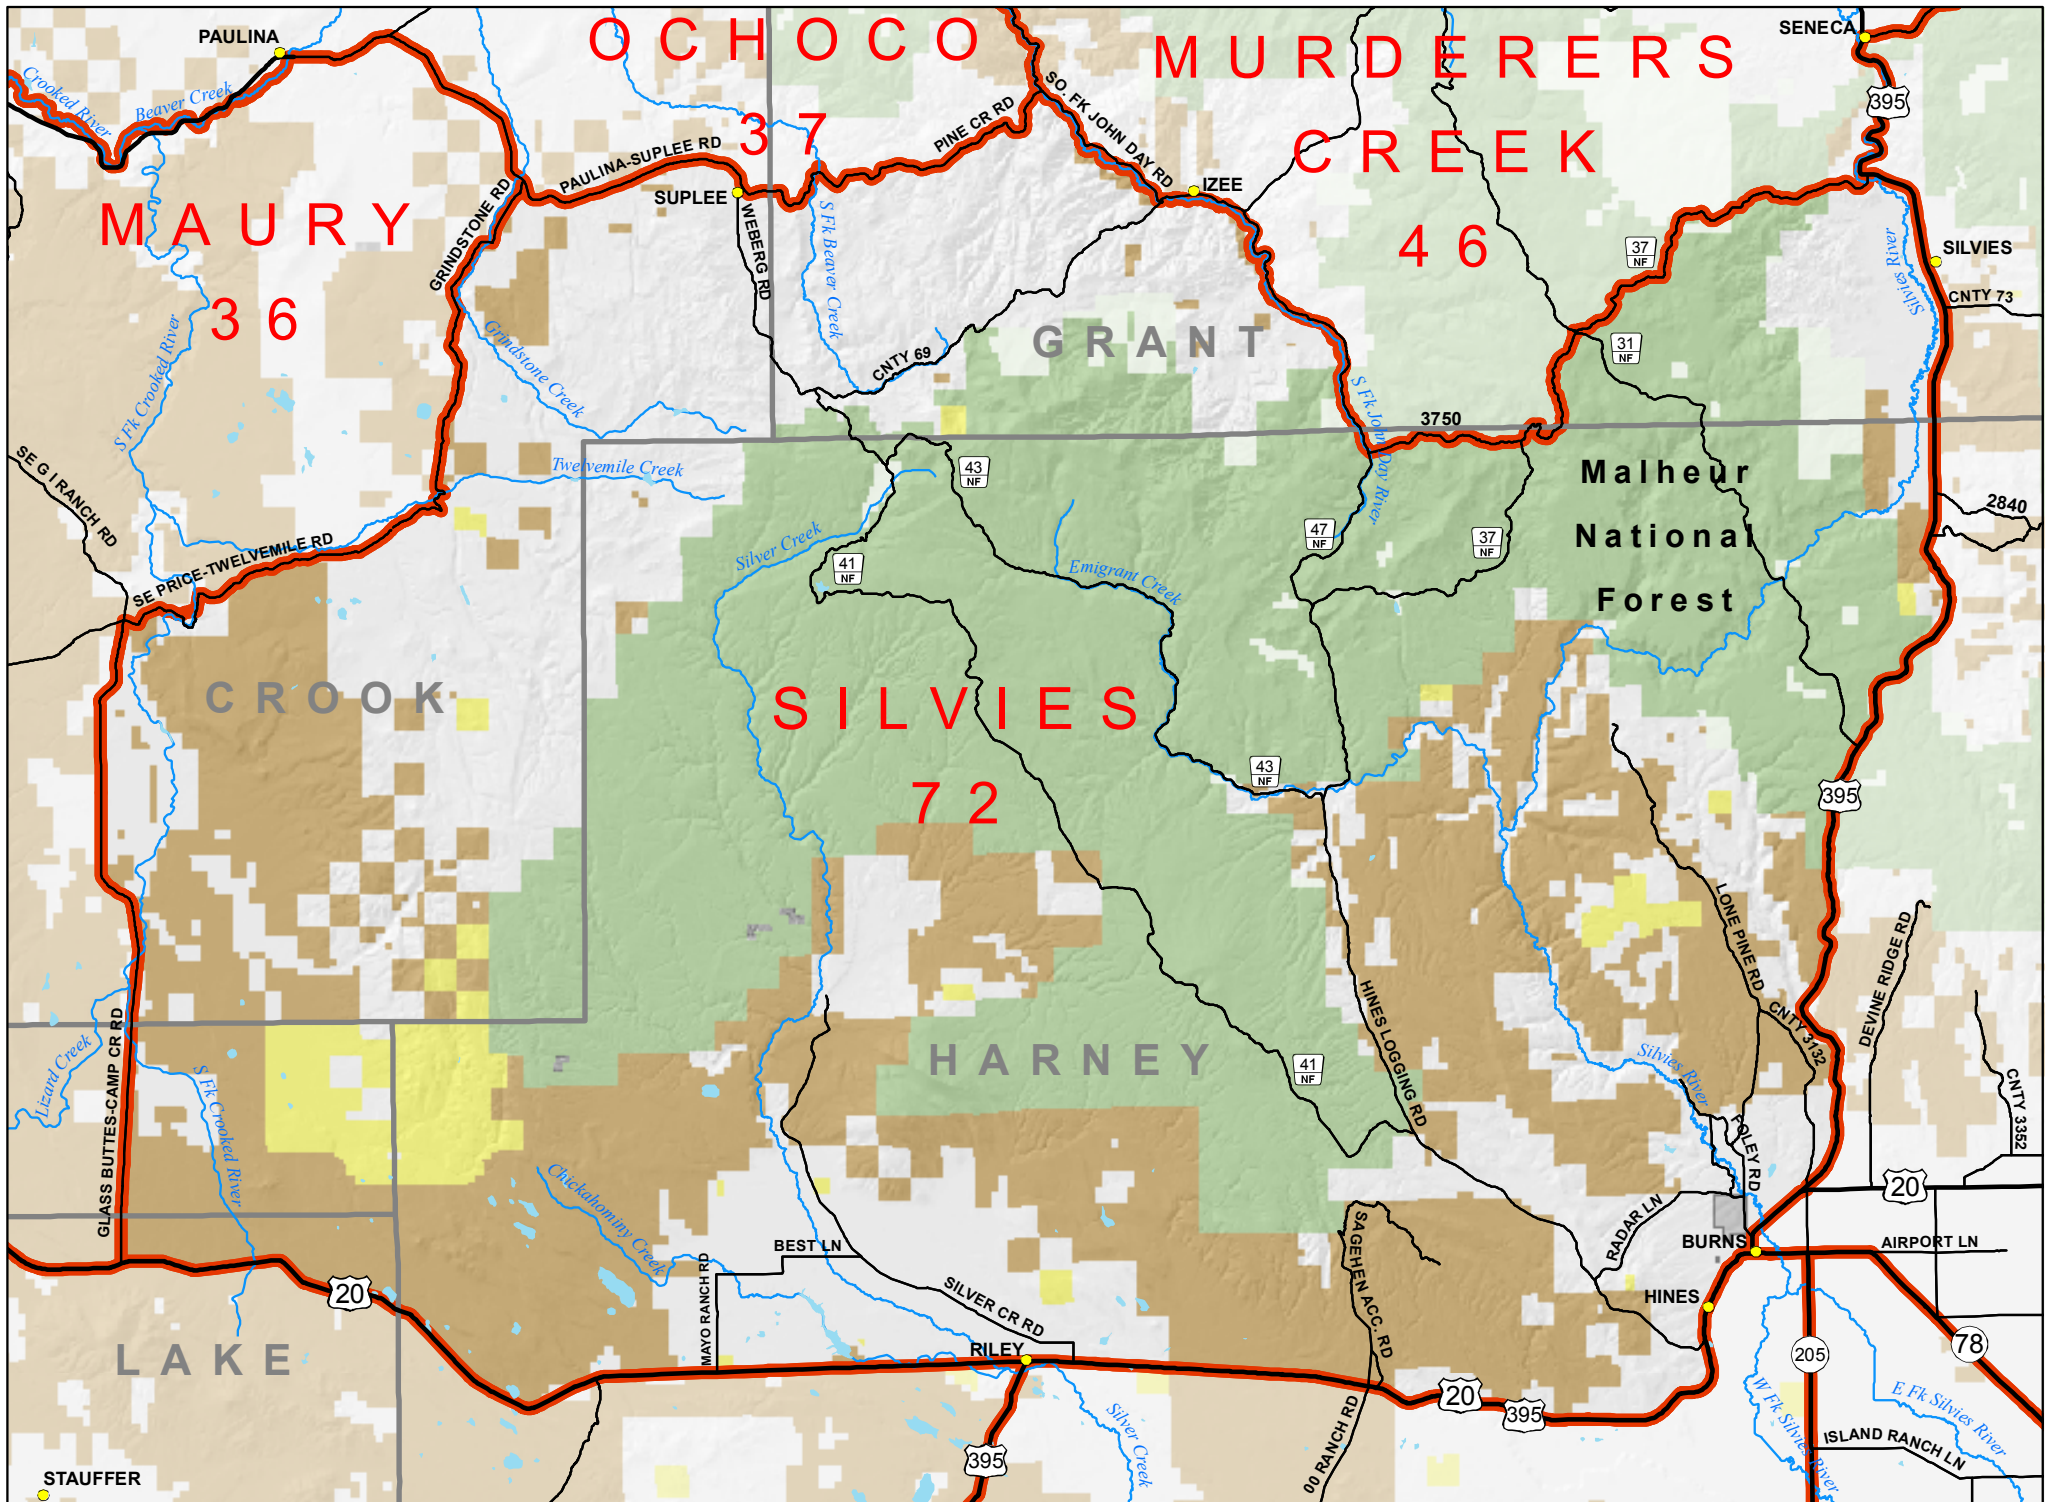 PAULINA
OCHOCO
37
MURDERERS
CREEK
46
SENECA
395
Crooked River
Beaver Creek
SO. FK JOHN DAY RD
PINE CR RD
PAULINA-SUPLEE RD
SUPLEE
IZEE
GRINDSTONE RD
WEBERG RD
S Fk Beaver Creek
MAURY
36
37
NF
Silvies River
SILVIES
CNTY 73
S Fk Crooked River
Grindstone Creek
GRANT
CNTY 69
31
NF
S Fk John Day River
3750
SE G I RANCH RD
Twelvemile Creek
43
NF
Malheur
National
Forest
2840
47
NF
37
NF
Silver Creek
41
NF
Emigrant Creek
SE PRICE-TWELVEMILE RD
CROOK
SILVIES
72
43
NF
395
LONE PINE RD
DEVINE RIDGE RD
HINES LOGGING RD
CNTY 3132
GLASS BUTTES-CAMP CR RD
Lizard Creek
S Fk Crooked River
HARNEY
41
NF
Silvies River
CNTY 3352
FOLEY RD
20
Chickahominy Creek
RADAR LN
SAGEHEN ACC. RD
BURNS
AIRPORT LN
BEST LN
MAYO RANCH RD
SILVER CR RD
20
HINES
LAKE
RILEY
205
78
20
395
W Fk Silvies River
E Fk Silvies River
Silver Creek
00 RANCH RD
395
ISLAND RANCH LN
STAUFFER